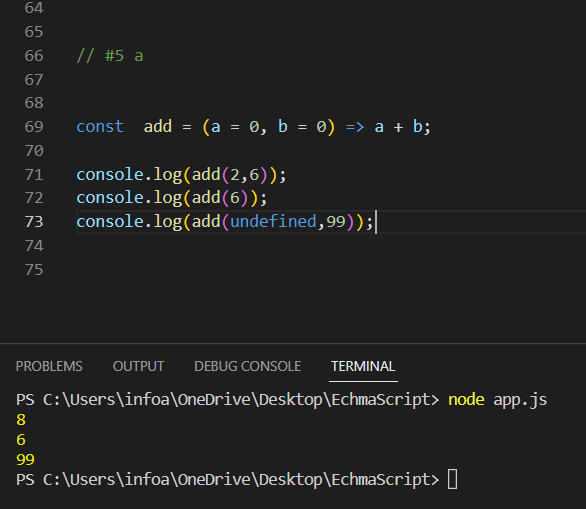 64
65
66 // #5 a
67
68
69 const  add = (a = 0, b = 0) => a + b;
70
71 console.log(add(2,6));
72 console.log(add(6));
73 console.log(add(undefined,99));
74
75
PROBLEMS OUTPUT DEBUG CONSOLE TERMINAL
PS C:\Users\infoa\OneDrive\Desktop\EchmaScript> node app.js
8
6
99
PS C:\Users\infoa\OneDrive\Desktop\EchmaScript>